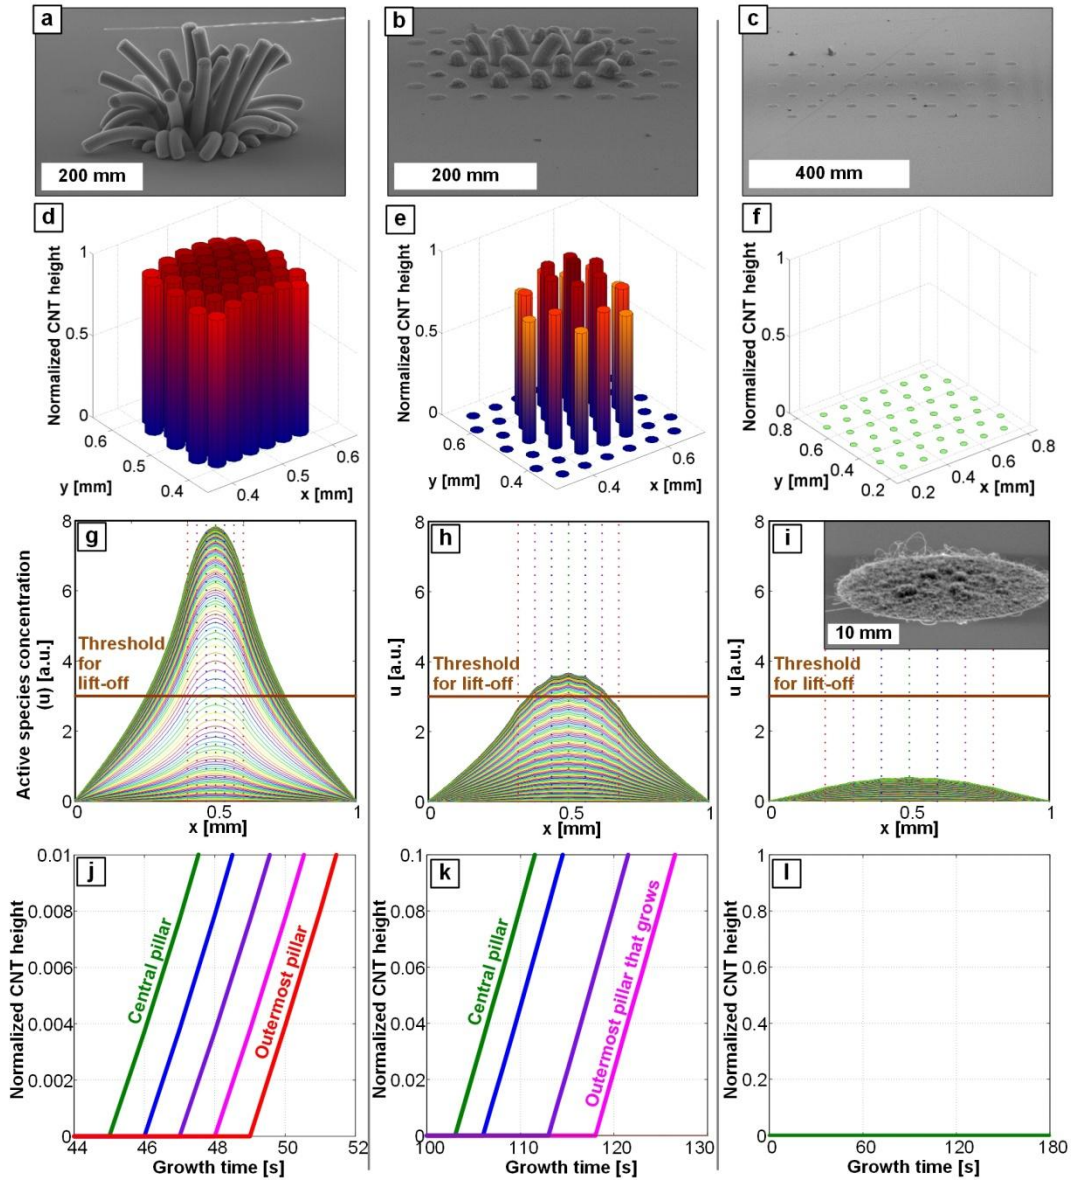 a
b
c
200 mm
200 mm
400 mm
d
e
f
Normalized CNT height
1
0.5
0
0.6
0.5
0.4
y [mm]
0.4
0.5
0.6
x [mm]
Normalized CNT height
1
0.5
0
0.6
0.4
y [mm]
0.4
0.6
x [mm]
Normalized CNT height
1
0.5
0
0.8
0.6
0.4
0.2
y [mm]
0.2
0.4
0.6
0.8
x [mm]
g
Active species concentration
(u) [a.u.]
8
6
4
2
0
Threshold
for
lift-off
0
0.5
1
x [mm]
h
u [a.u.]
8
6
4
2
0
Threshold
for lift-off
0
0.5
1
x [mm]
i
10 mm
u [a.u.]
8
6
4
2
0
Threshold
for lift-off
0
0.5
1
x [mm]
j
Normalized CNT height
0.01
0.008
0.006
0.004
0.002
0
Central pillar
Outermost pillar
44
46
48
50
52
Growth time [s]
k
Normalized CNT height
0.1
0.08
0.06
0.04
0.02
0
Central pillar
Outermost pillar that grows
100
110
120
130
Growth time [s]
l
Normalized CNT height
1
0.8
0.6
0.4
0.2
0
0
60
120
180
Growth time [s]